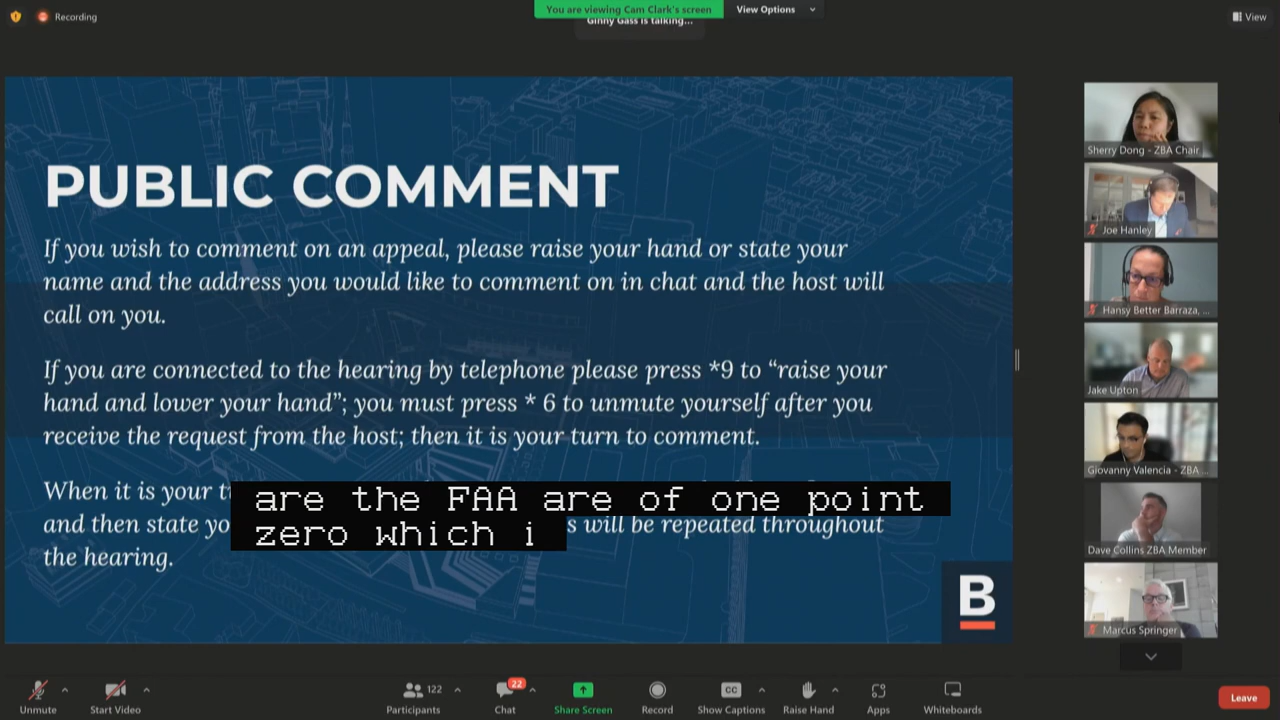 Recording
You are viewing Cam Clark's screen
View Options
Ginny Gass is talking...
View
PUBLIC COMMENT
If you wish to comment on an appeal, please raise your hand or state your
name and the address you would like to comment on in chat and the host will
call on you.
If you are connected to the hearing by telephone please press *9 to “raise your
hand and lower your hand”; you must press * 6 to unmute yourself after you
receive the request from the host; then it is your turn to comment.
When it is your
and then state
s will be repeated throughout
the hearing.
are the FAA are of one point
zero which i
B
Sherry Dong - ZBA Chair
Joe Hanley
Hansy Better Barraza, ...
Jake Upton
Giovanny Valencia - ZBA ...
Dave Collins ZBA Member
Marcus Springer
Unmute
Start Video
Participants
122
Chat
22
Share Screen
Record
CC
Show Captions
Raise Hand
Apps
Whiteboards
Leave